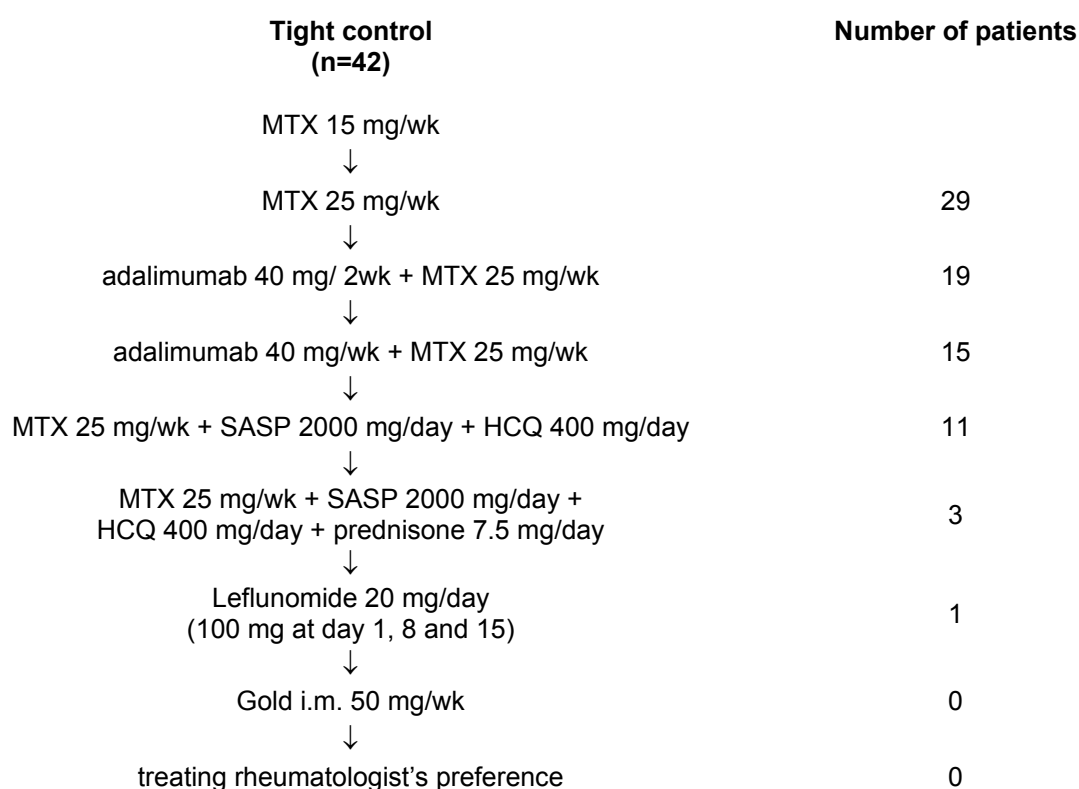 Tight control Number of patients
(n=42)
MTX 15 mg/wk
↓
MTX 25 mg/wk 29
↓
adalimumab 40 mg/ 2wk + MTX 25 mg/wk 19
↓
adalimumab 40 mg/wk + MTX 25 mg/wk 15
↓
MTX 25 mg/wk + SASP 2000 mg/day + HCQ 400 mg/day 11
↓
MTX 25 mg/wk + SASP 2000 mg/day +
HCQ 400 mg/day + prednisone 7.5 mg/day 3
↓
Leflunomide 20 mg/day
(100 mg at day 1, 8 and 15) 1
↓
Gold i.m. 50 mg/wk 0
↓
treating rheumatologist’s preference 0